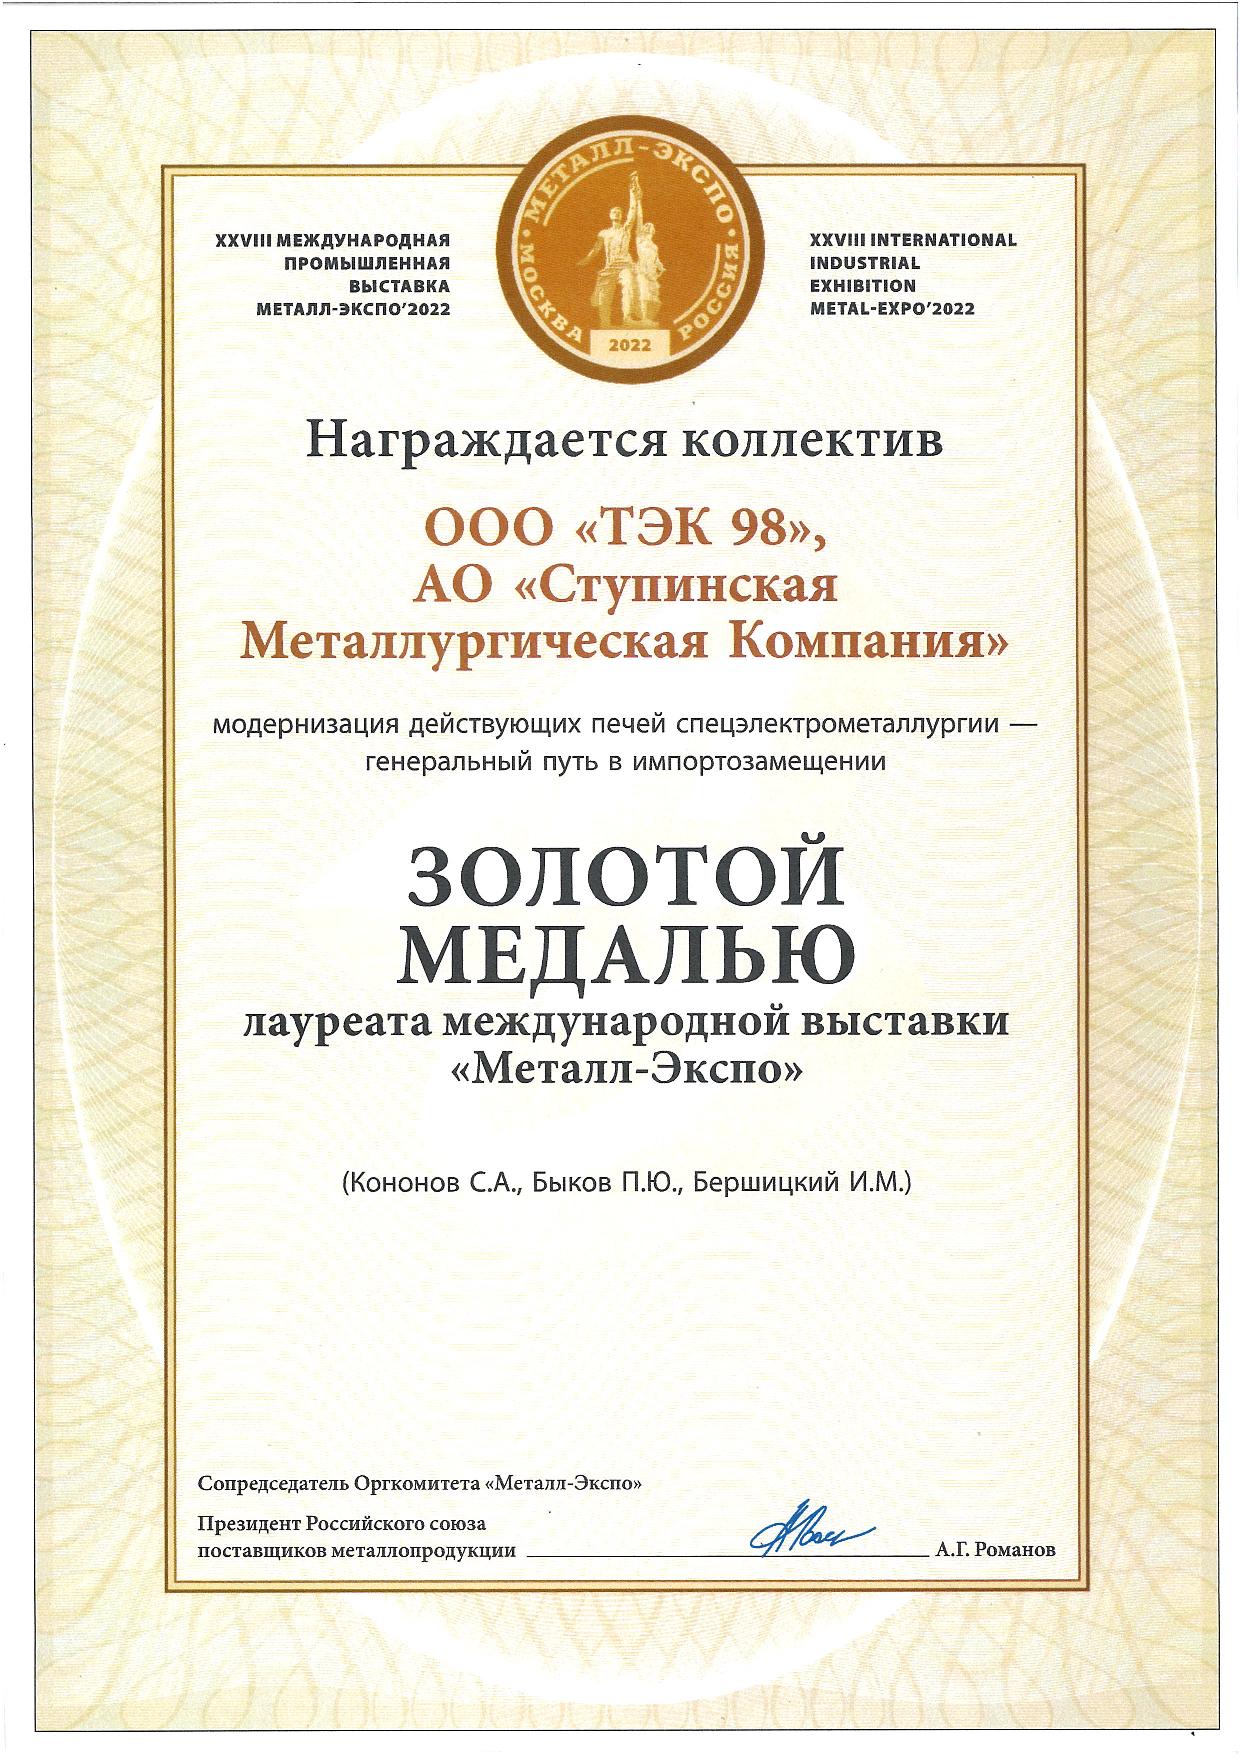 МЕТАЛЛ-ЭКСПО
МОСКВА
РОССИЯ
2022
XXVIII МЕЖДУНАРОДНАЯ
ПРОМЫШЛЕННАЯ
ВЫСТАВКА
МЕТАЛЛ-ЭКСПО’2022
XXVIII INTERNATIONAL
INDUSTRIAL
EXHIBITION
METAL-EXPO’2022
Награждается коллектив
ООО «ТЭК 98»,
АО «Ступинская
Металлургическая Компания»
модернизация действующих печей спецэлектрометаллургии —
генеральный путь в импортозамещении
ЗОЛОТОЙ
МЕДАЛЬЮ
лауреата международной выставки
«Металл-Экспо»
(Кононов С.А., Быков П.Ю., Бершицкий И.М.)
Сопредседатель Оргкомитета «Металл-Экспо»
Президент Российского союза
поставщиков металлопродукции А.Г. Романов